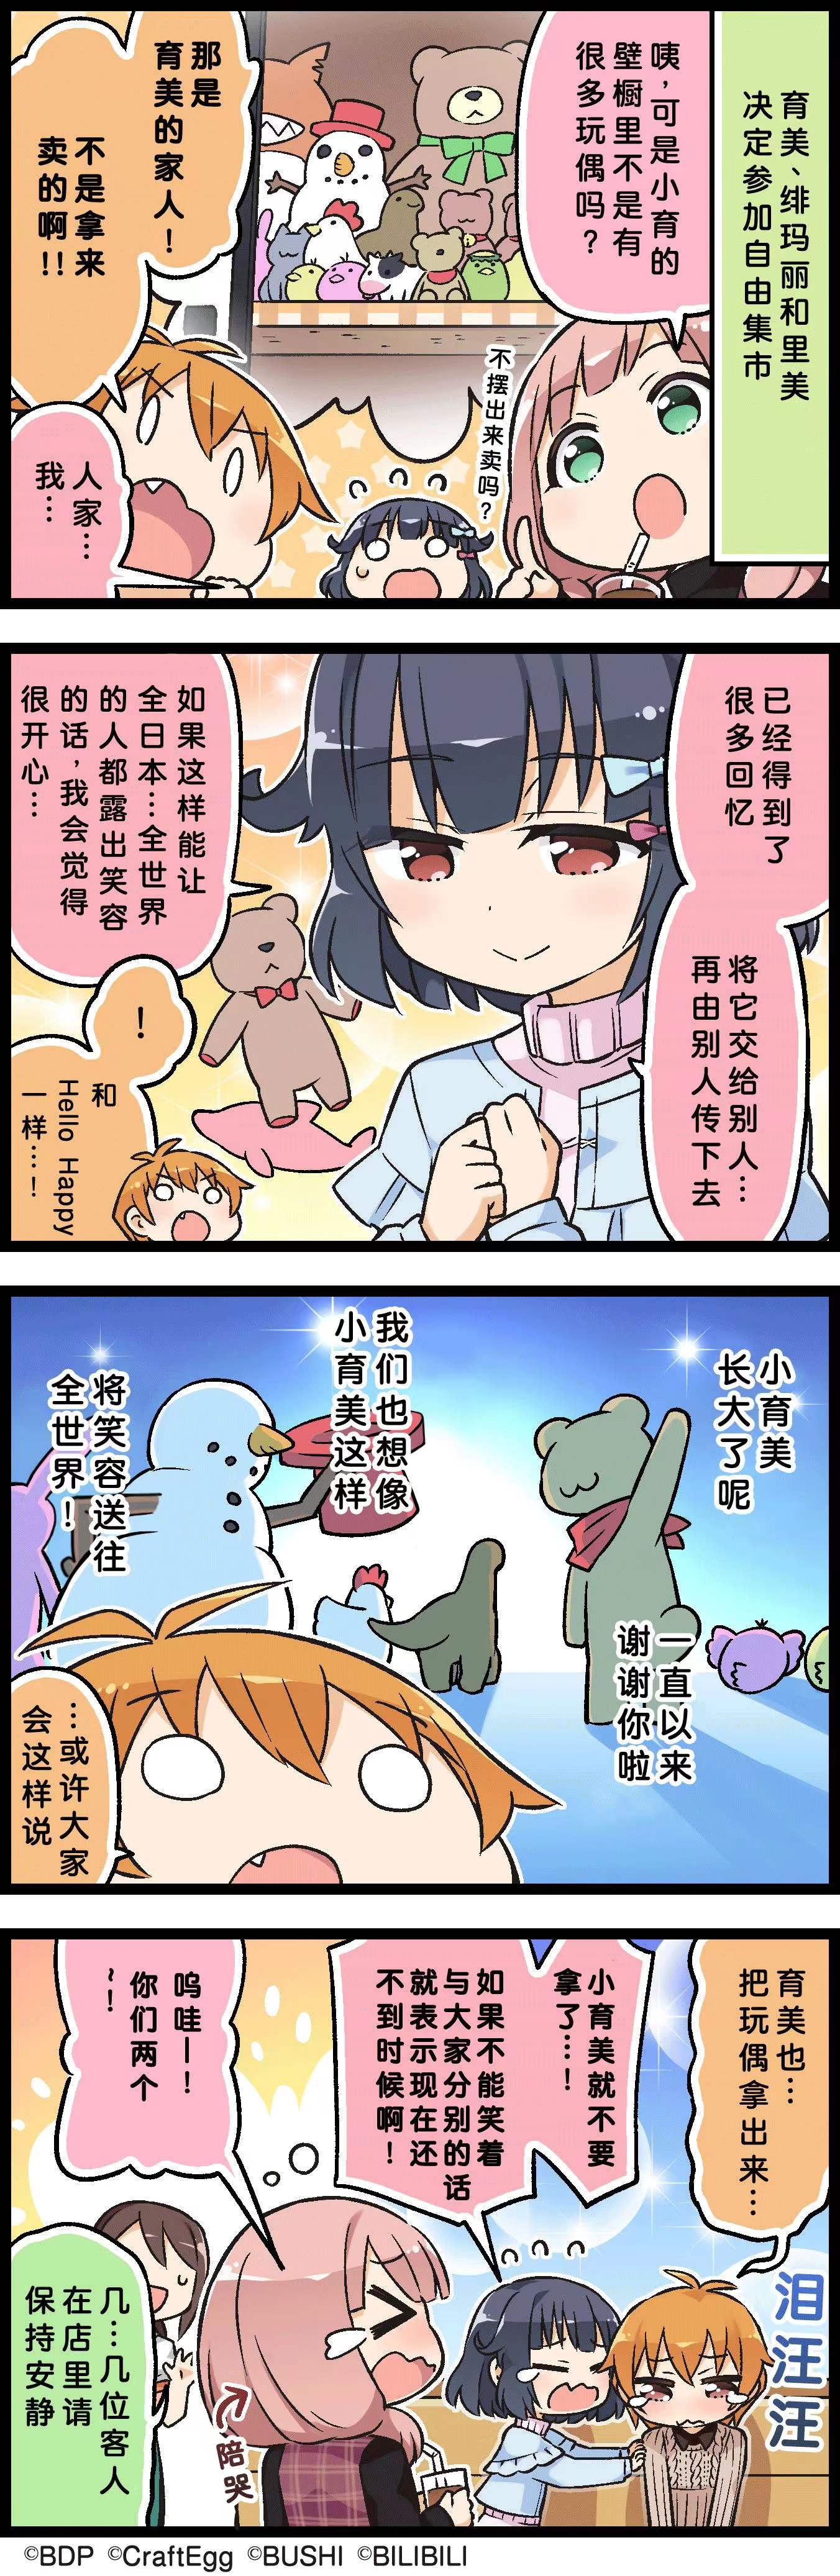 育美、绯玛丽和里美
决定参加自由集市
咦，可是小育的
壁橱里不是有
很多玩偶吗？
不摆出来卖吗？
那是
育美的家人！
不是拿来
卖的啊!!
人家…
我…
已经得到了
很多回忆
将它交给别人…
再由别人传下去
如果这样能让
全日本…全世界
的人都露出笑容
的话，我会觉得
很开心…
！
和
Hello Happy
一样…！
小育美
长大了呢
一直以来
谢谢你啦
我们也想像
小育美这样
将笑容送往
全世界！
…或许大家
会这样说
育美也…
把玩偶拿出来…
泪汪汪
小育美就不要
拿了…！
如果不能笑着
与大家分别的话
就表示现在还
不到时候啊！
呜哇—！
你们两个
~！
陪哭
几…几位客人
在店里请
保持安静
©BDP ©CraftEgg ©BUSHI ©BILIBILI